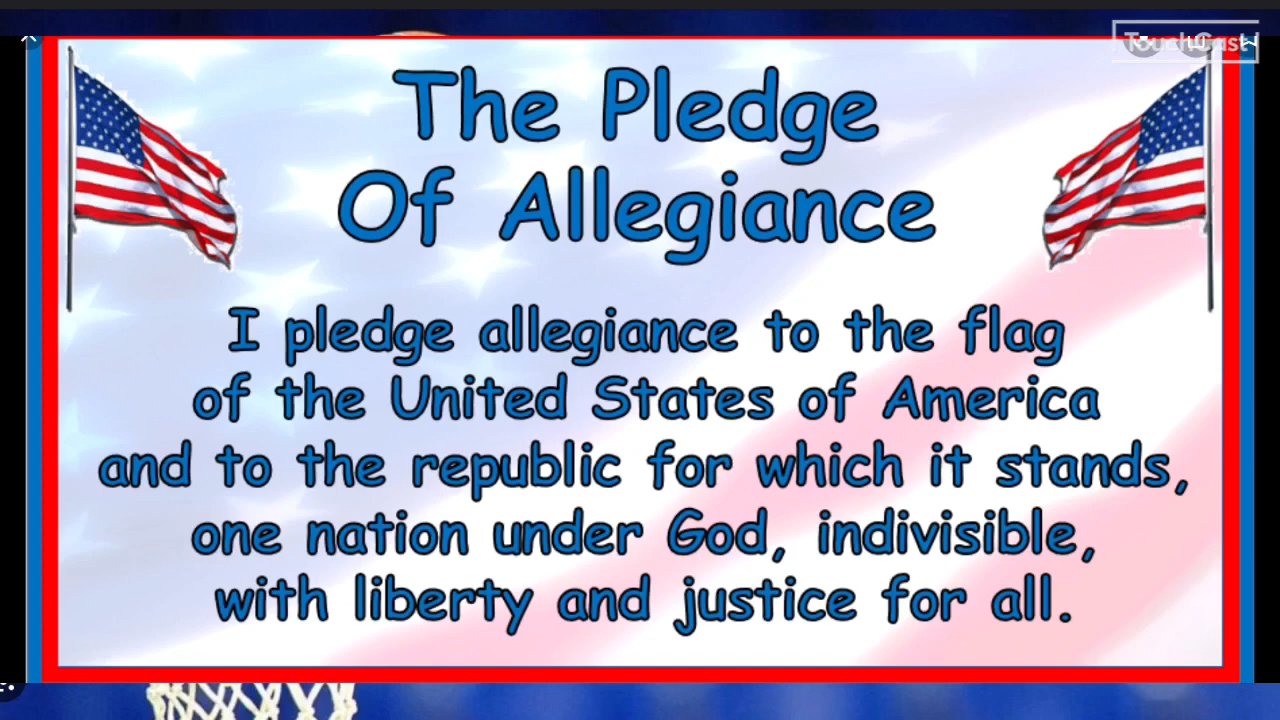 TouchCast
The Pledge
Of Allegiance
I pledge allegiance to the flag
of the United States of America
and to the republic for which it stands,
one nation under God, indivisible,
with liberty and justice for all.